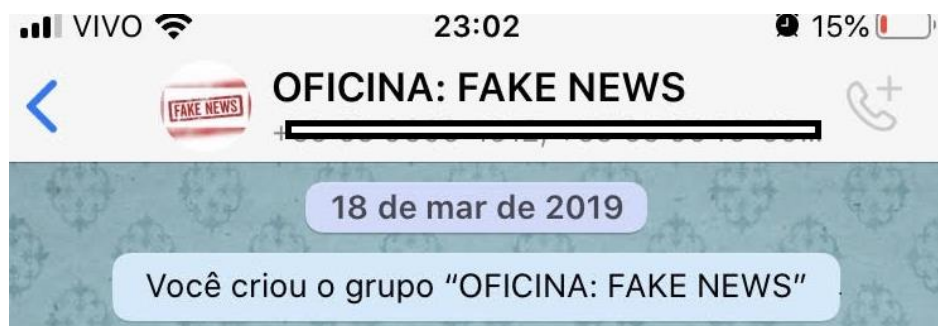 VIVO 23:02 15%
OFICINA: FAKE NEWS
FAKE NEWS
18 de mar de 2019
Você criou o grupo “OFICINA: FAKE NEWS”